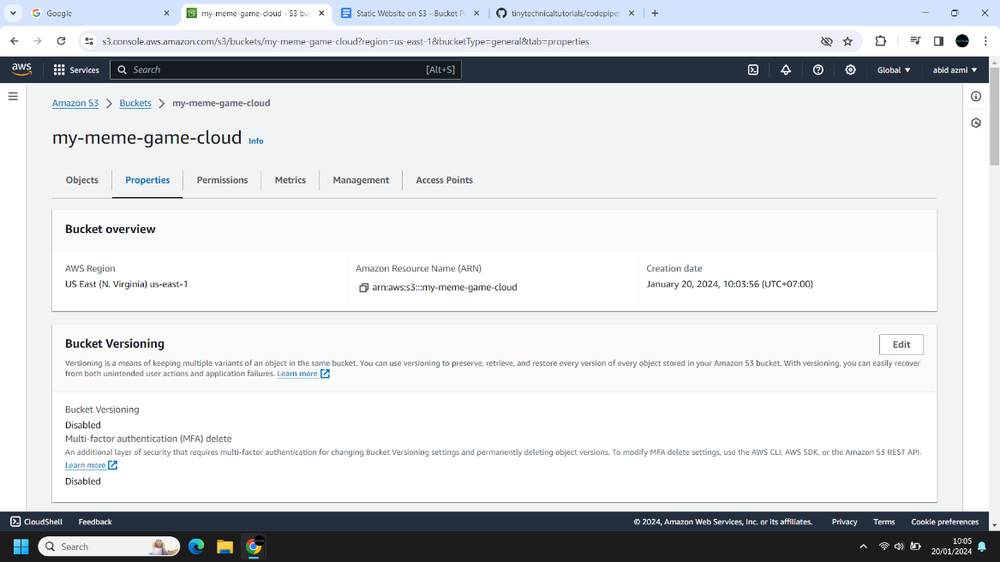 Google
my-meme-game-cloud - S3 bu
Static Website on S3 - Bucket P
tinytechnicaltutorials/codepipel
s3.console.aws.amazon.com/s3/buckets/my-meme-game-cloud?region=us-east-1&bucketType=general&tab=properties
aws
Services
Search
[Alt+S]
Global
abid azmi
Amazon S3
Buckets
my-meme-game-cloud
my-meme-game-cloud
Info
Objects
Properties
Permissions
Metrics
Management
Access Points
Bucket overview
AWS Region
US East (N. Virginia) us-east-1
Amazon Resource Name (ARN)
arn:aws:s3:::my-meme-game-cloud
Creation date
January 20, 2024, 10:03:56 (UTC+07:00)
Bucket Versioning
Edit
Versioning is a means of keeping multiple variants of an object in the same bucket. You can use versioning to preserve, retrieve, and restore every version of every object stored in your Amazon S3 bucket. With versioning, you can easily recover
from both unintended user actions and application failures. Learn more
Bucket Versioning
Disabled
Multi-factor authentication (MFA) delete
An additional layer of security that requires multi-factor authentication for changing Bucket Versioning settings and permanently deleting object versions. To modify MFA delete settings, use the AWS CLI, AWS SDK, or the Amazon S3 REST API.
Learn more
Disabled
CloudShell
Feedback
© 2024, Amazon Web Services, Inc. or its affiliates.
Privacy
Terms
Cookie preferences
Search
10:05
20/01/2024